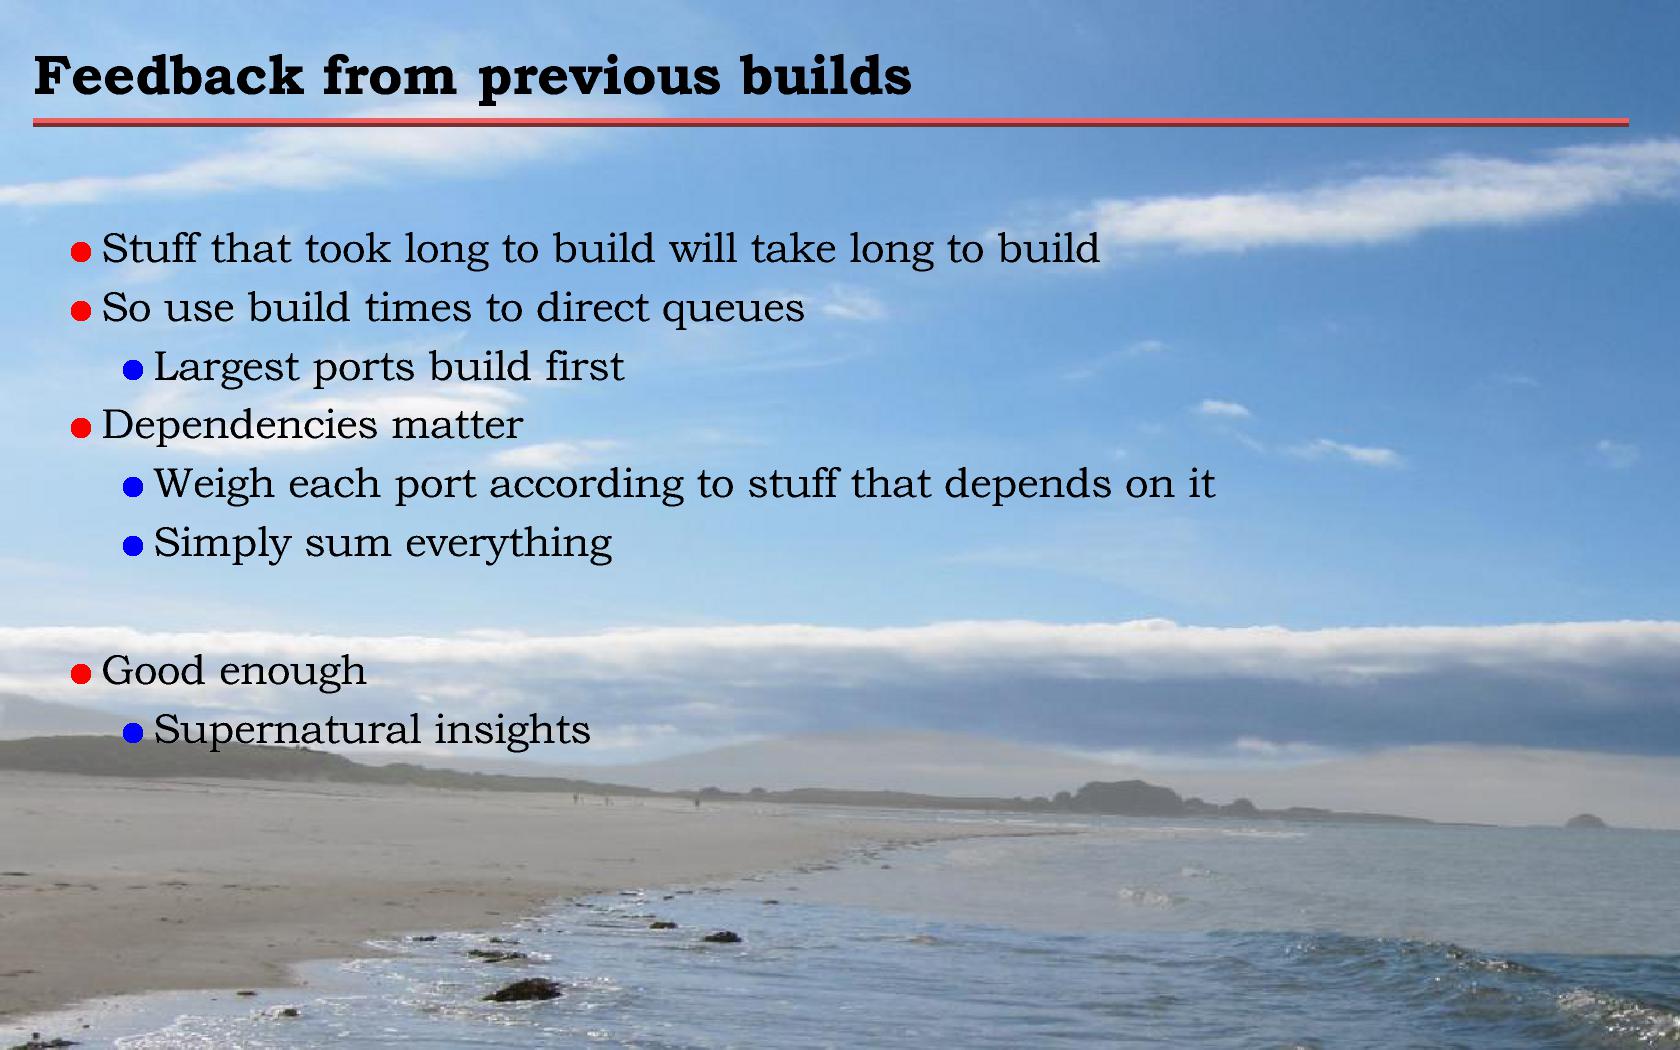 Feedback from previous builds
Stuff that took long to build will take long to build
So use build times to direct queues
Largest ports build first
Dependencies matter
Weigh each port according to stuff that depends on it
Simply sum everything
Good enough
Supernatural insights